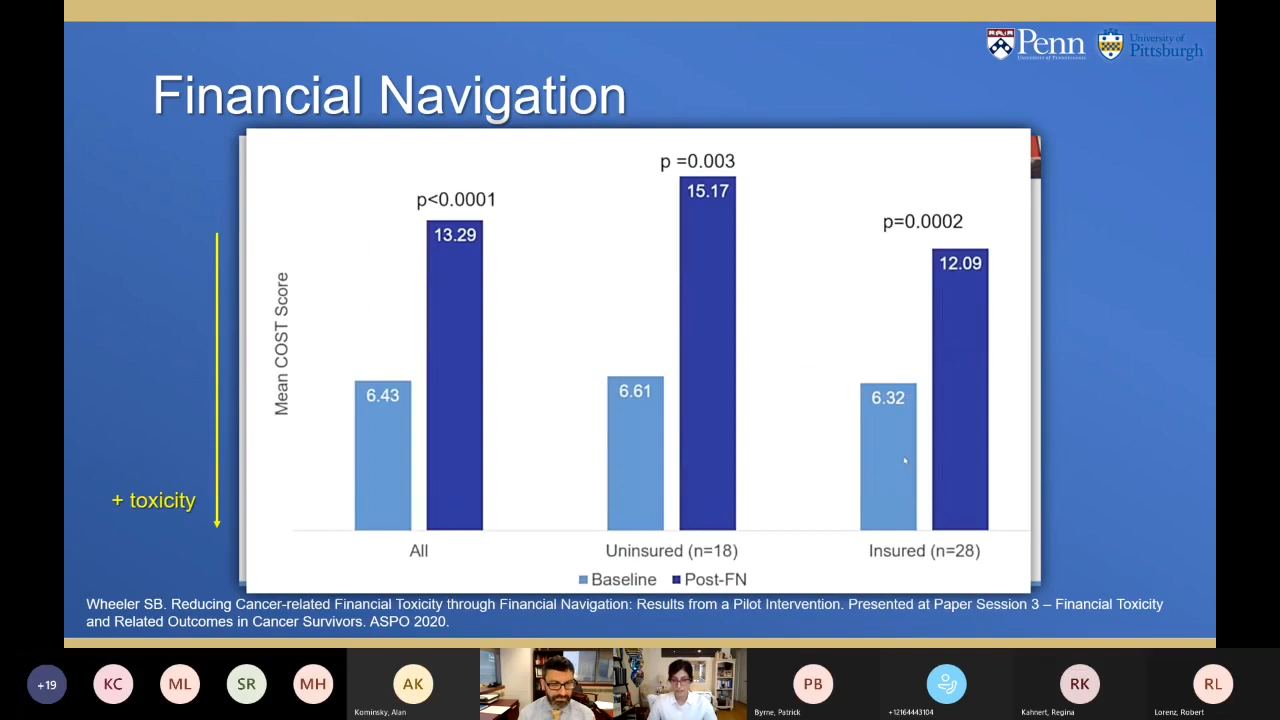 Penn
UNIVERSITY of PENNSYLVANIA
University of
Pittsburgh
Financial Navigation
p =0.003
15.17
p<0.0001
13.29
p=0.0002
12.09
Mean COST Score
6.43
6.61
6.32
+ toxicity
All
Uninsured (n=18)
Insured (n=28)
Baseline
Post-FN
Wheeler SB. Reducing Cancer-related Financial Toxicity through Financial Navigation: Results from a Pilot Intervention. Presented at Paper Session 3 – Financial Toxicity
and Related Outcomes in Cancer Survivors. ASPO 2020.
+19
KC
ML
SR
MH
AK
PB
RK
RL
Kominsky, Alan
Byrne, Patrick
+12164443104
Kahnert, Regina
Lorenz, Robert